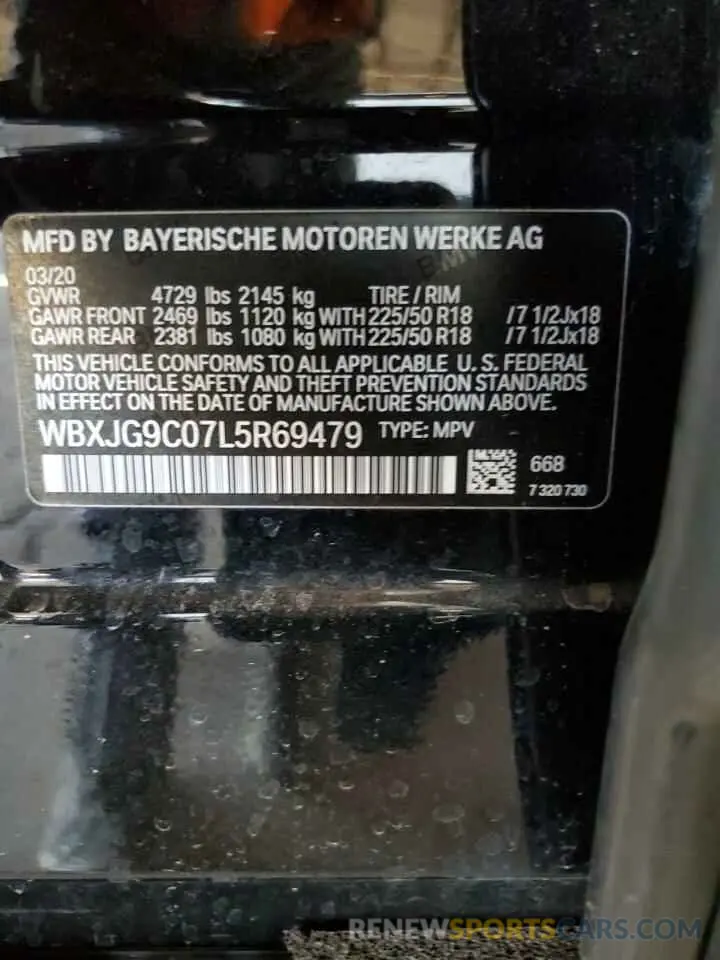 MFD BY BAYERISCHE MOTOREN WERKE AG
03/20
GVWR 4729 lbs 2145 kg TIRE / RIM
GAWR FRONT 2469 lbs 1120 kg WITH 225/50 R18 /7 1/2Jx18
GAWR REAR 2381 lbs 1080 kg WITH 225/50 R18 /7 1/2Jx18
THIS VEHICLE CONFORMS TO ALL APPLICABLE U. S. FEDERAL
MOTOR VEHICLE SAFETY AND THEFT PREVENTION STANDARDS
IN EFFECT ON THE DATE OF MANUFACTURE SHOWN ABOVE.
WBXJG9C07L5R69479 TYPE: MPV
668
7 320 730
RENEWSPORTSCARS.COM